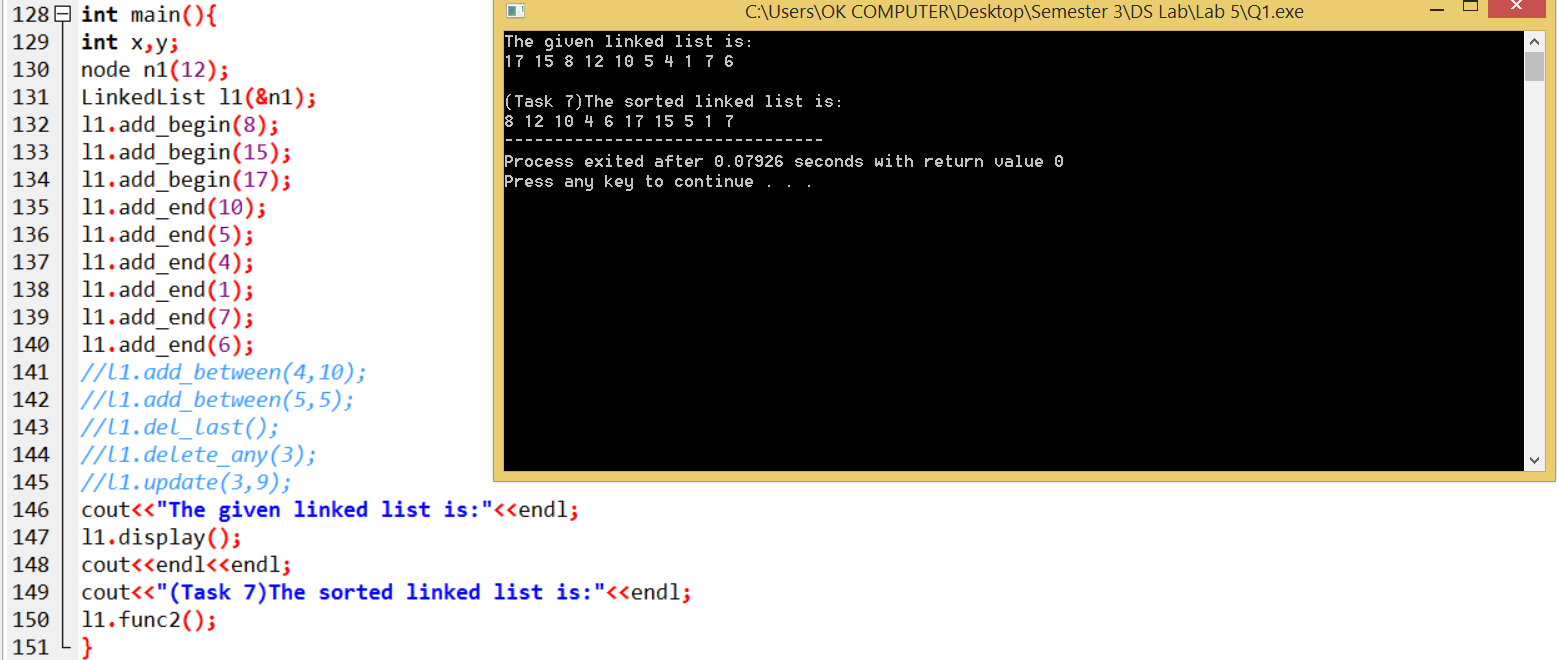 128 int main(){
129 int x,y;
130 node n1(12);
131 LinkedList l1(&n1);
132 l1.add_begin(8);
133 l1.add_begin(15);
134 l1.add_begin(17);
135 l1.add_end(10);
136 l1.add_end(5);
137 l1.add_end(4);
138 l1.add_end(1);
139 l1.add_end(7);
140 l1.add_end(6);
141 //l1.add_between(4,10);
142 //l1.add_between(5,5);
143 //l1.del_last();
144 //l1.delete_any(3);
145 //l1.update(3,9);
146 cout<<"The given linked list is:"<<endl;
147 l1.display();
148 cout<<endl<<endl;
149 cout<<"(Task 7)The sorted linked list is:"<<endl;
150 l1.func2();
151 }
C:\Users\OK COMPUTER\Desktop\Semester 3\DS Lab\Lab 5\Q1.exe
The given linked list is:
17 15 8 12 10 5 4 1 7 6
(Task 7)The sorted linked list is:
8 12 10 4 6 17 15 5 1 7
--------------------------------
Process exited after 0.07926 seconds with return value 0
Press any key to continue . . .